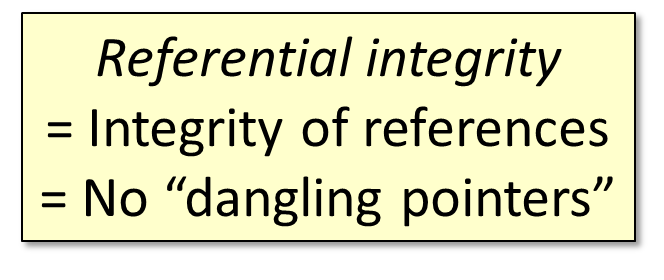 Referential integrity
= Integrity of references
= No “dangling pointers”